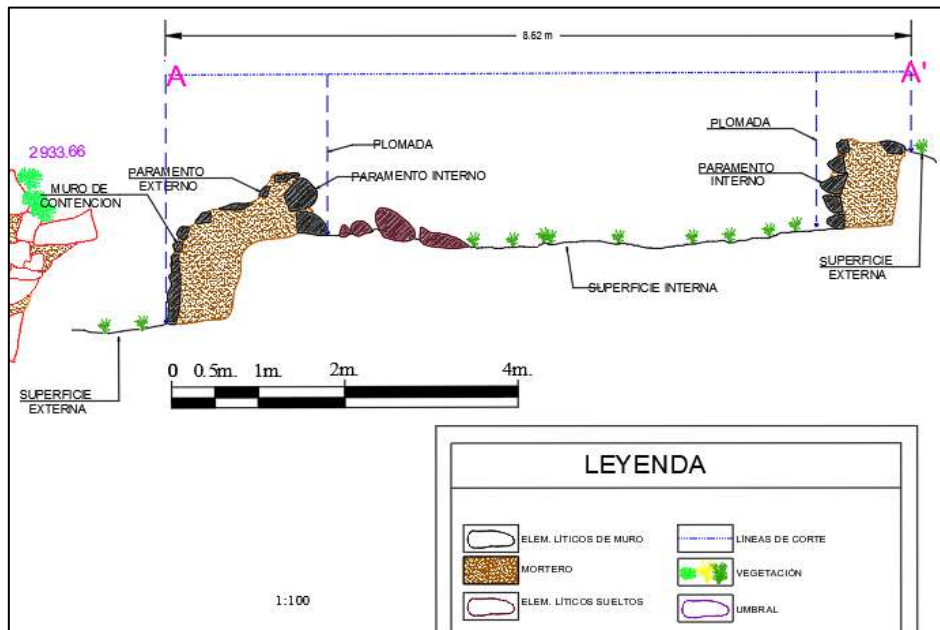 8.62 m
A
A'
PLOMADA
PLOMADA
2933.66
PARAMENTO
EXTERNO
PARAMENTO INTERNO
PARAMENTO
INTERNO
MURO DE
CONTENCION
SUPERFICIE
EXTERNA
SUPERFICIE INTERNA
SUPERFICIE
EXTERNA
0 0.5m. 1m. 2m. 4m.
LEYENDA
ELEM. LÍTICOS DE MURO
LÍNEAS DE CORTE
MORTERO
VEGETACIÓN
ELEM. LÍTICOS SUELTOS
UMBRAL
1:100